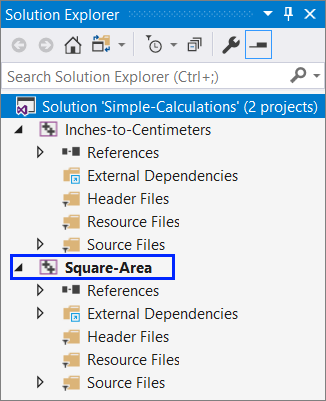 Solution Explorer
Search Solution Explorer (Ctrl+;)
Solution 'Simple-Calculations' (2 projects)
Inches-to-Centimeters
References
External Dependencies
Header Files
Resource Files
Source Files
Square-Area
References
External Dependencies
Header Files
Resource Files
Source Files